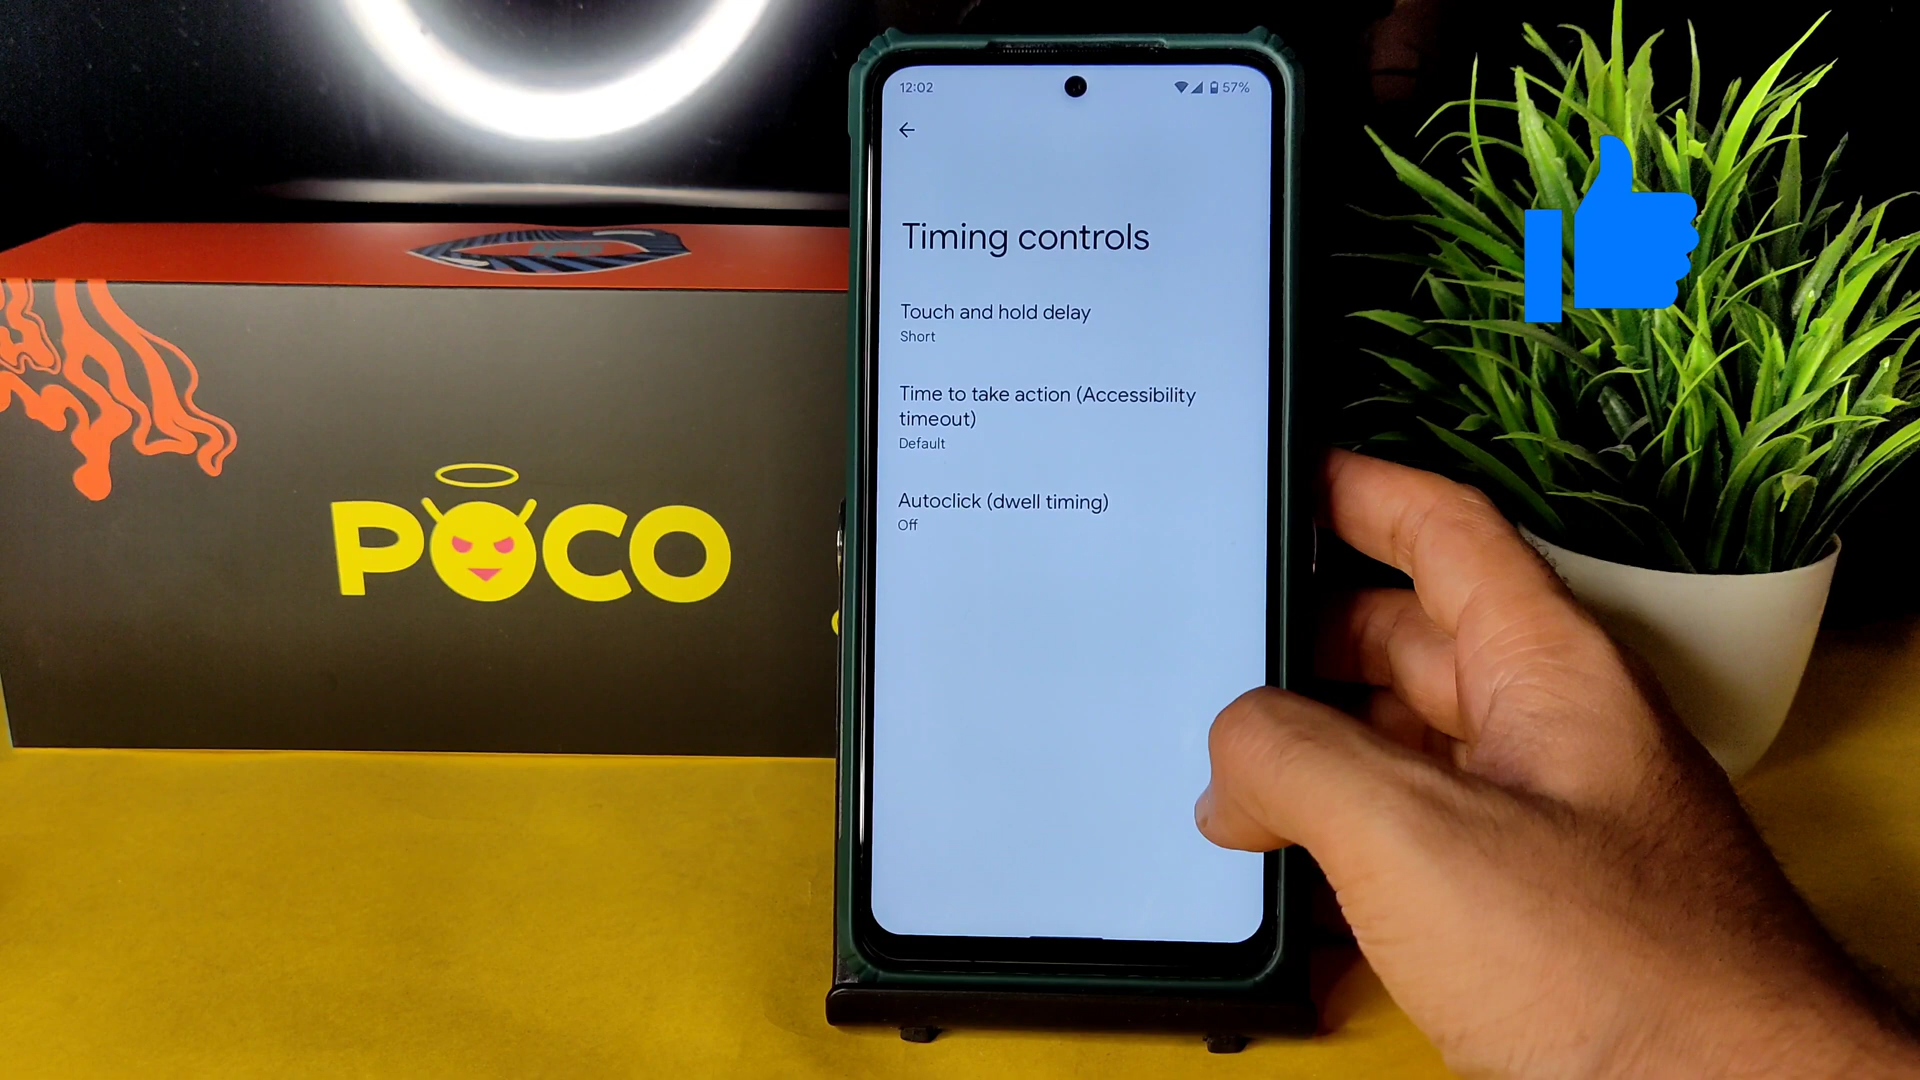 12:02
57%
Timing controls
Touch and hold delay
Short
Time to take action (Accessibility
timeout)
Default
Autoclick (dwell timing)
Off
POCO